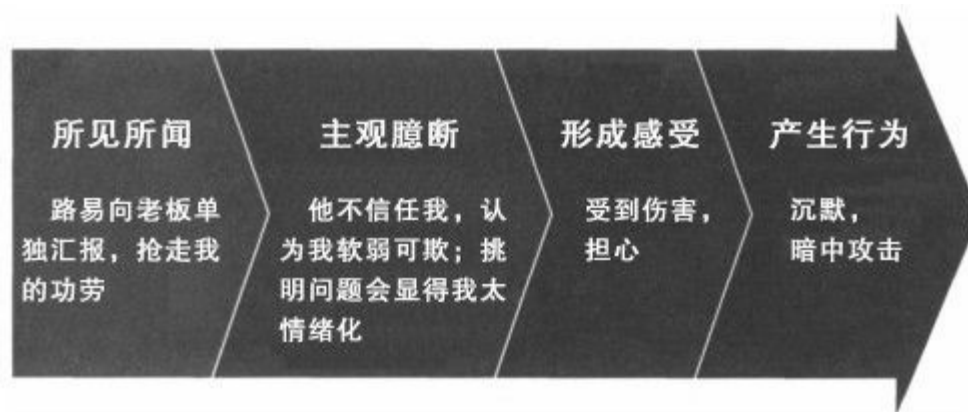 所见所闻
路易向老板单
独汇报，抢走我
的功劳
主观臆断
他不信任我，认
为我软弱可欺；挑
明问题会显得我太
情绪化
形成感受
受到伤害，
担心
产生行为
沉默，
暗中攻击